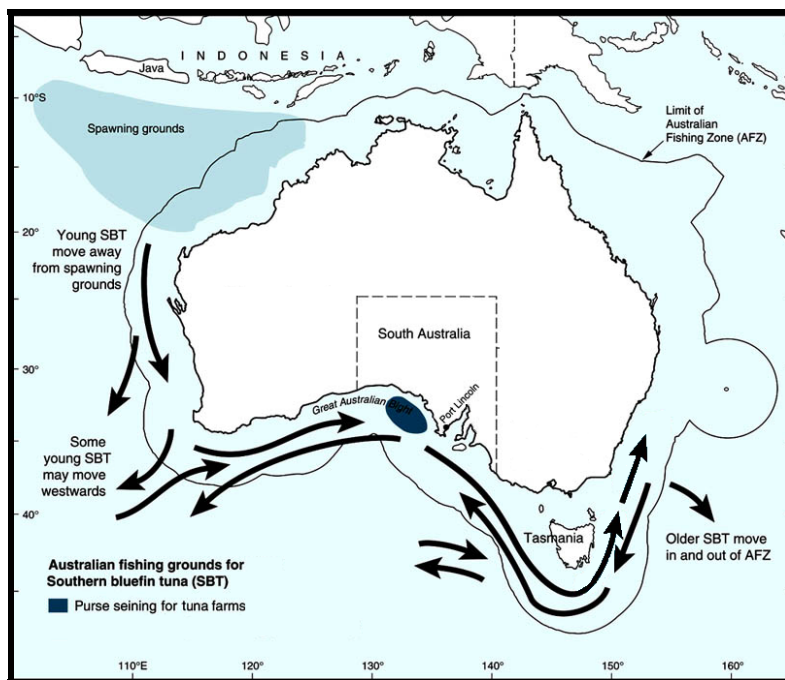 INDONESIA
Java
10°S
Spawning grounds
Limit of
Australian
Fishing Zone (AFZ)
20°
Young SBT
move away
from spawning
grounds
South Australia
30°
Great Australian Bight
Port Lincoln
Some
young SBT
may move
westwards
40°
Tasmania
Older SBT move
in and out of AFZ
Australian fishing grounds for
Southern bluefin tuna (SBT)
Purse seining for tuna farms
110°E
120°
130°
140°
150°
160°